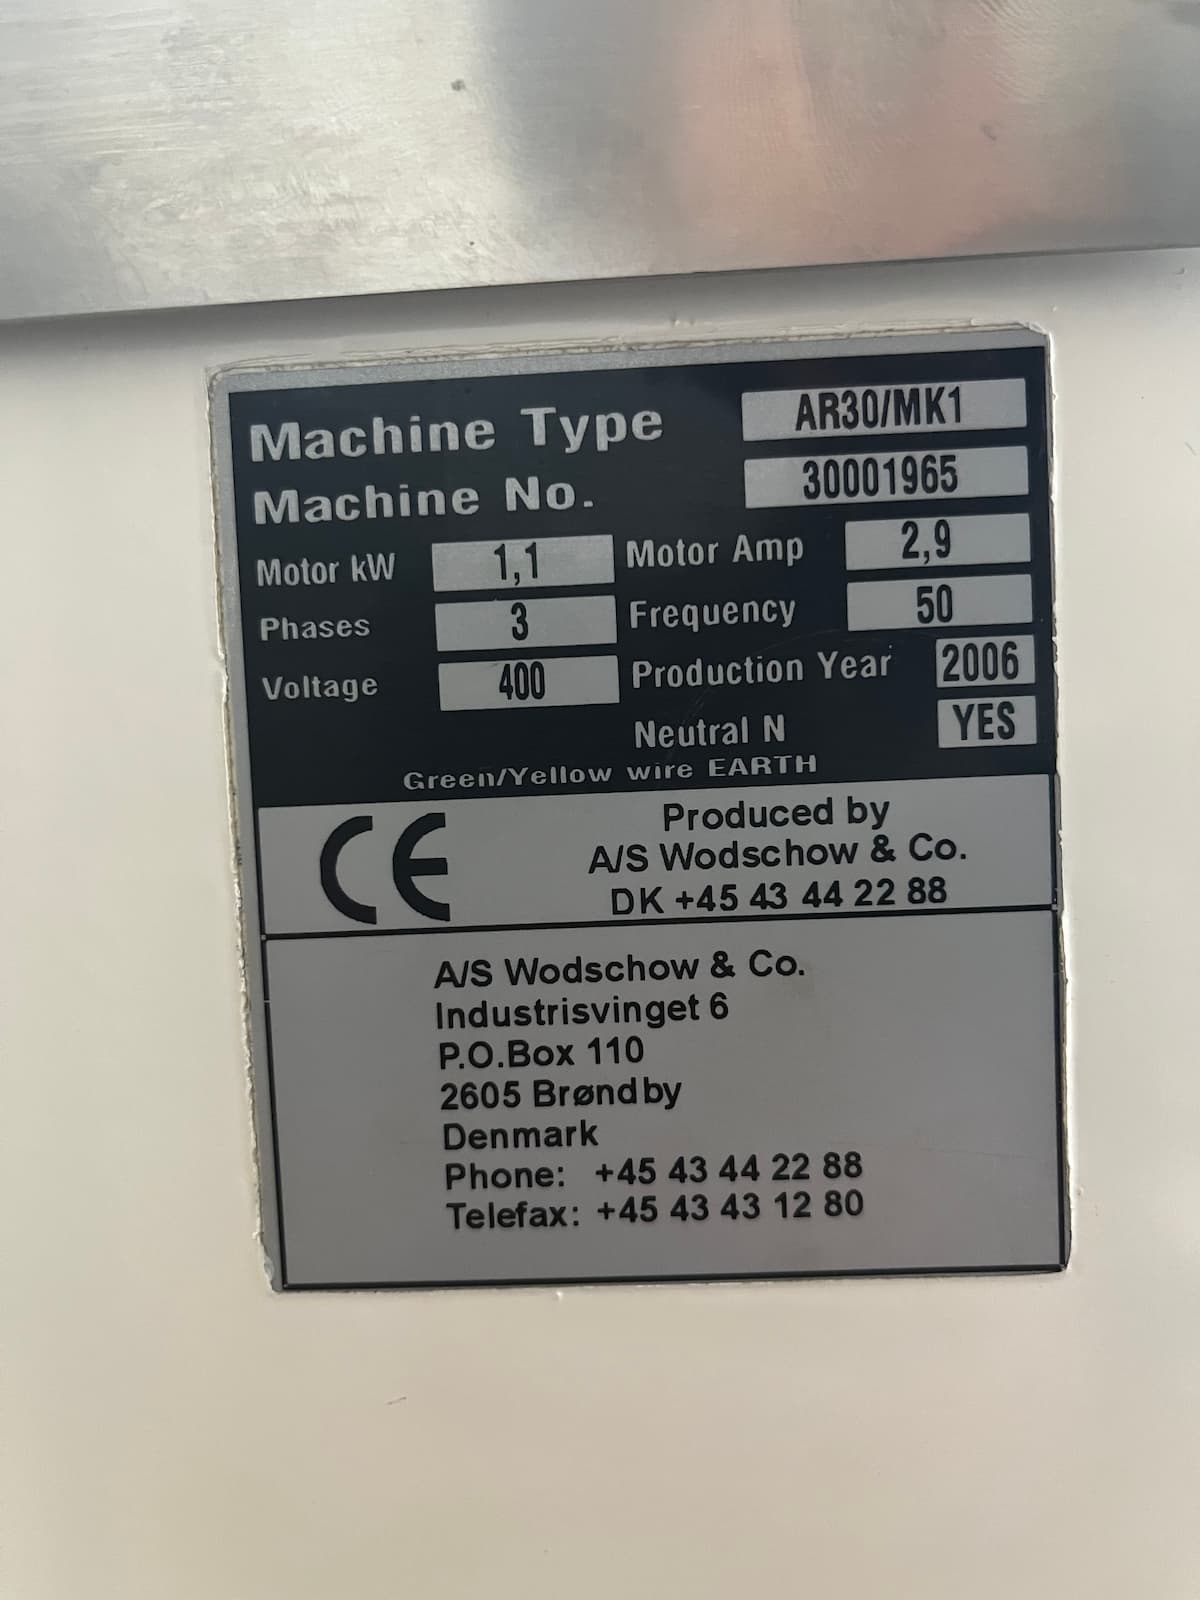 Machine Type AR30/MK1
Machine No. 30001965
Motor kW 1,1 Motor Amp 2,9
Phases 3 Frequency 50
Voltage 400 Production Year 2006
Neutral N YES
Green/Yellow wire EARTH
CE
Produced by
A/S Wodschow & Co.
DK +45 43 44 22 88
A/S Wodschow & Co.
Industrisvinget 6
P.O.Box 110
2605 Brøndby
Denmark
Phone: +45 43 44 22 88
Telefax: +45 43 43 12 80